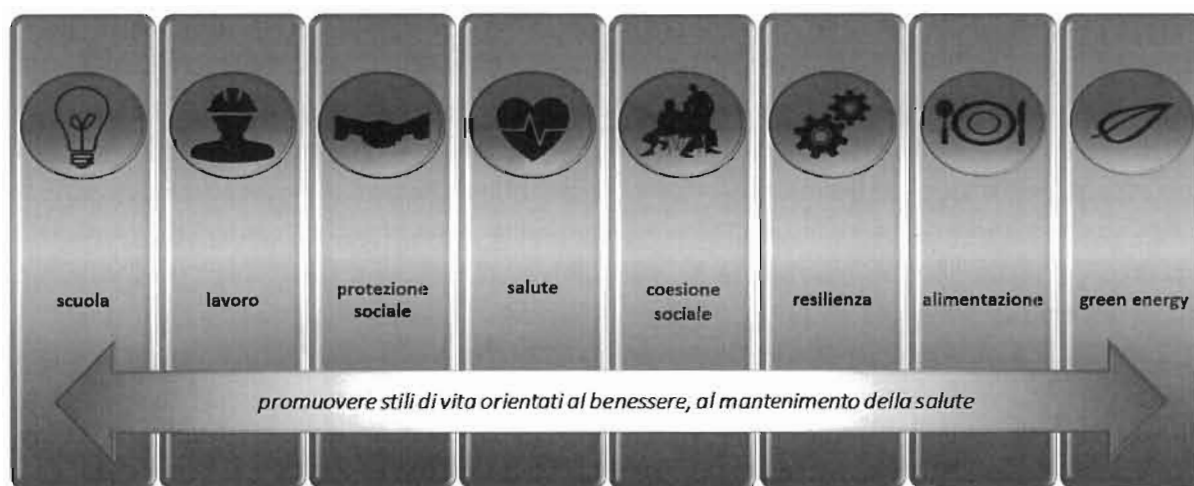 scuola
lavoro
protezione
sociale
salute
coesione
sociale
resilienza
alimentazione
green energy
promuovere stili di vita orientati al benessere, al mantenimento della salute